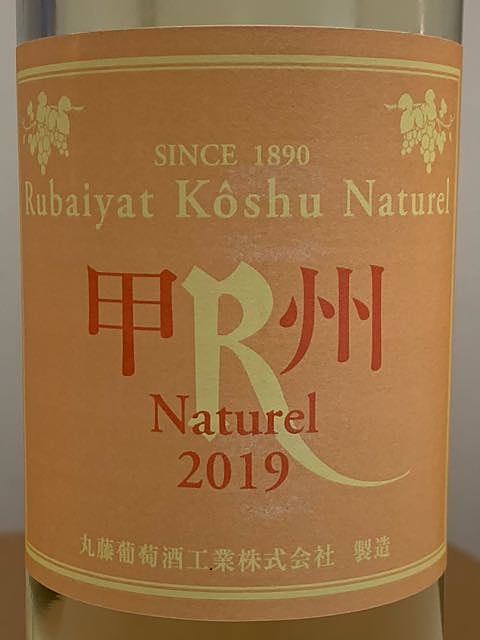 SINCE 1890
Rubaiyat Kôshu Naturel
甲R州
Naturel
2019
丸藤葡萄酒工業株式会社 製造